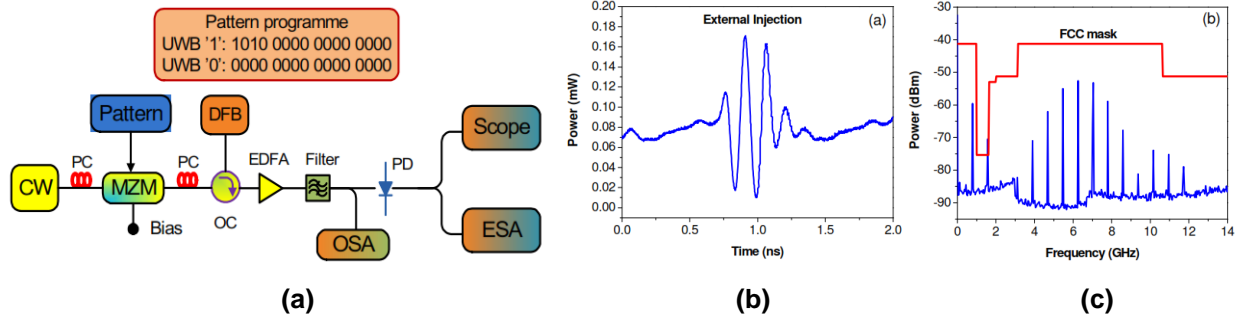 Pattern programme
UWB '1': 1010 0000 0000 0000
UWB '0': 0000 0000 0000 0000
Pattern
DFB
Scope
PC
PC
EDFA
Filter
PD
CW
MZM
OC
Bias
OSA
ESA
(a)
External Injection
(a)
Power (mW)
0.20
0.18
0.16
0.14
0.12
0.10
0.08
0.06
0.04
0.02
0.00
0.0
0.5
1.0
1.5
2.0
Time (ns)
(b)
FCC mask
(b)
Power (dBm)
-30
-40
-50
-60
-70
-80
-90
0
2
4
6
8
10
12
14
Frequency (GHz)
(c)